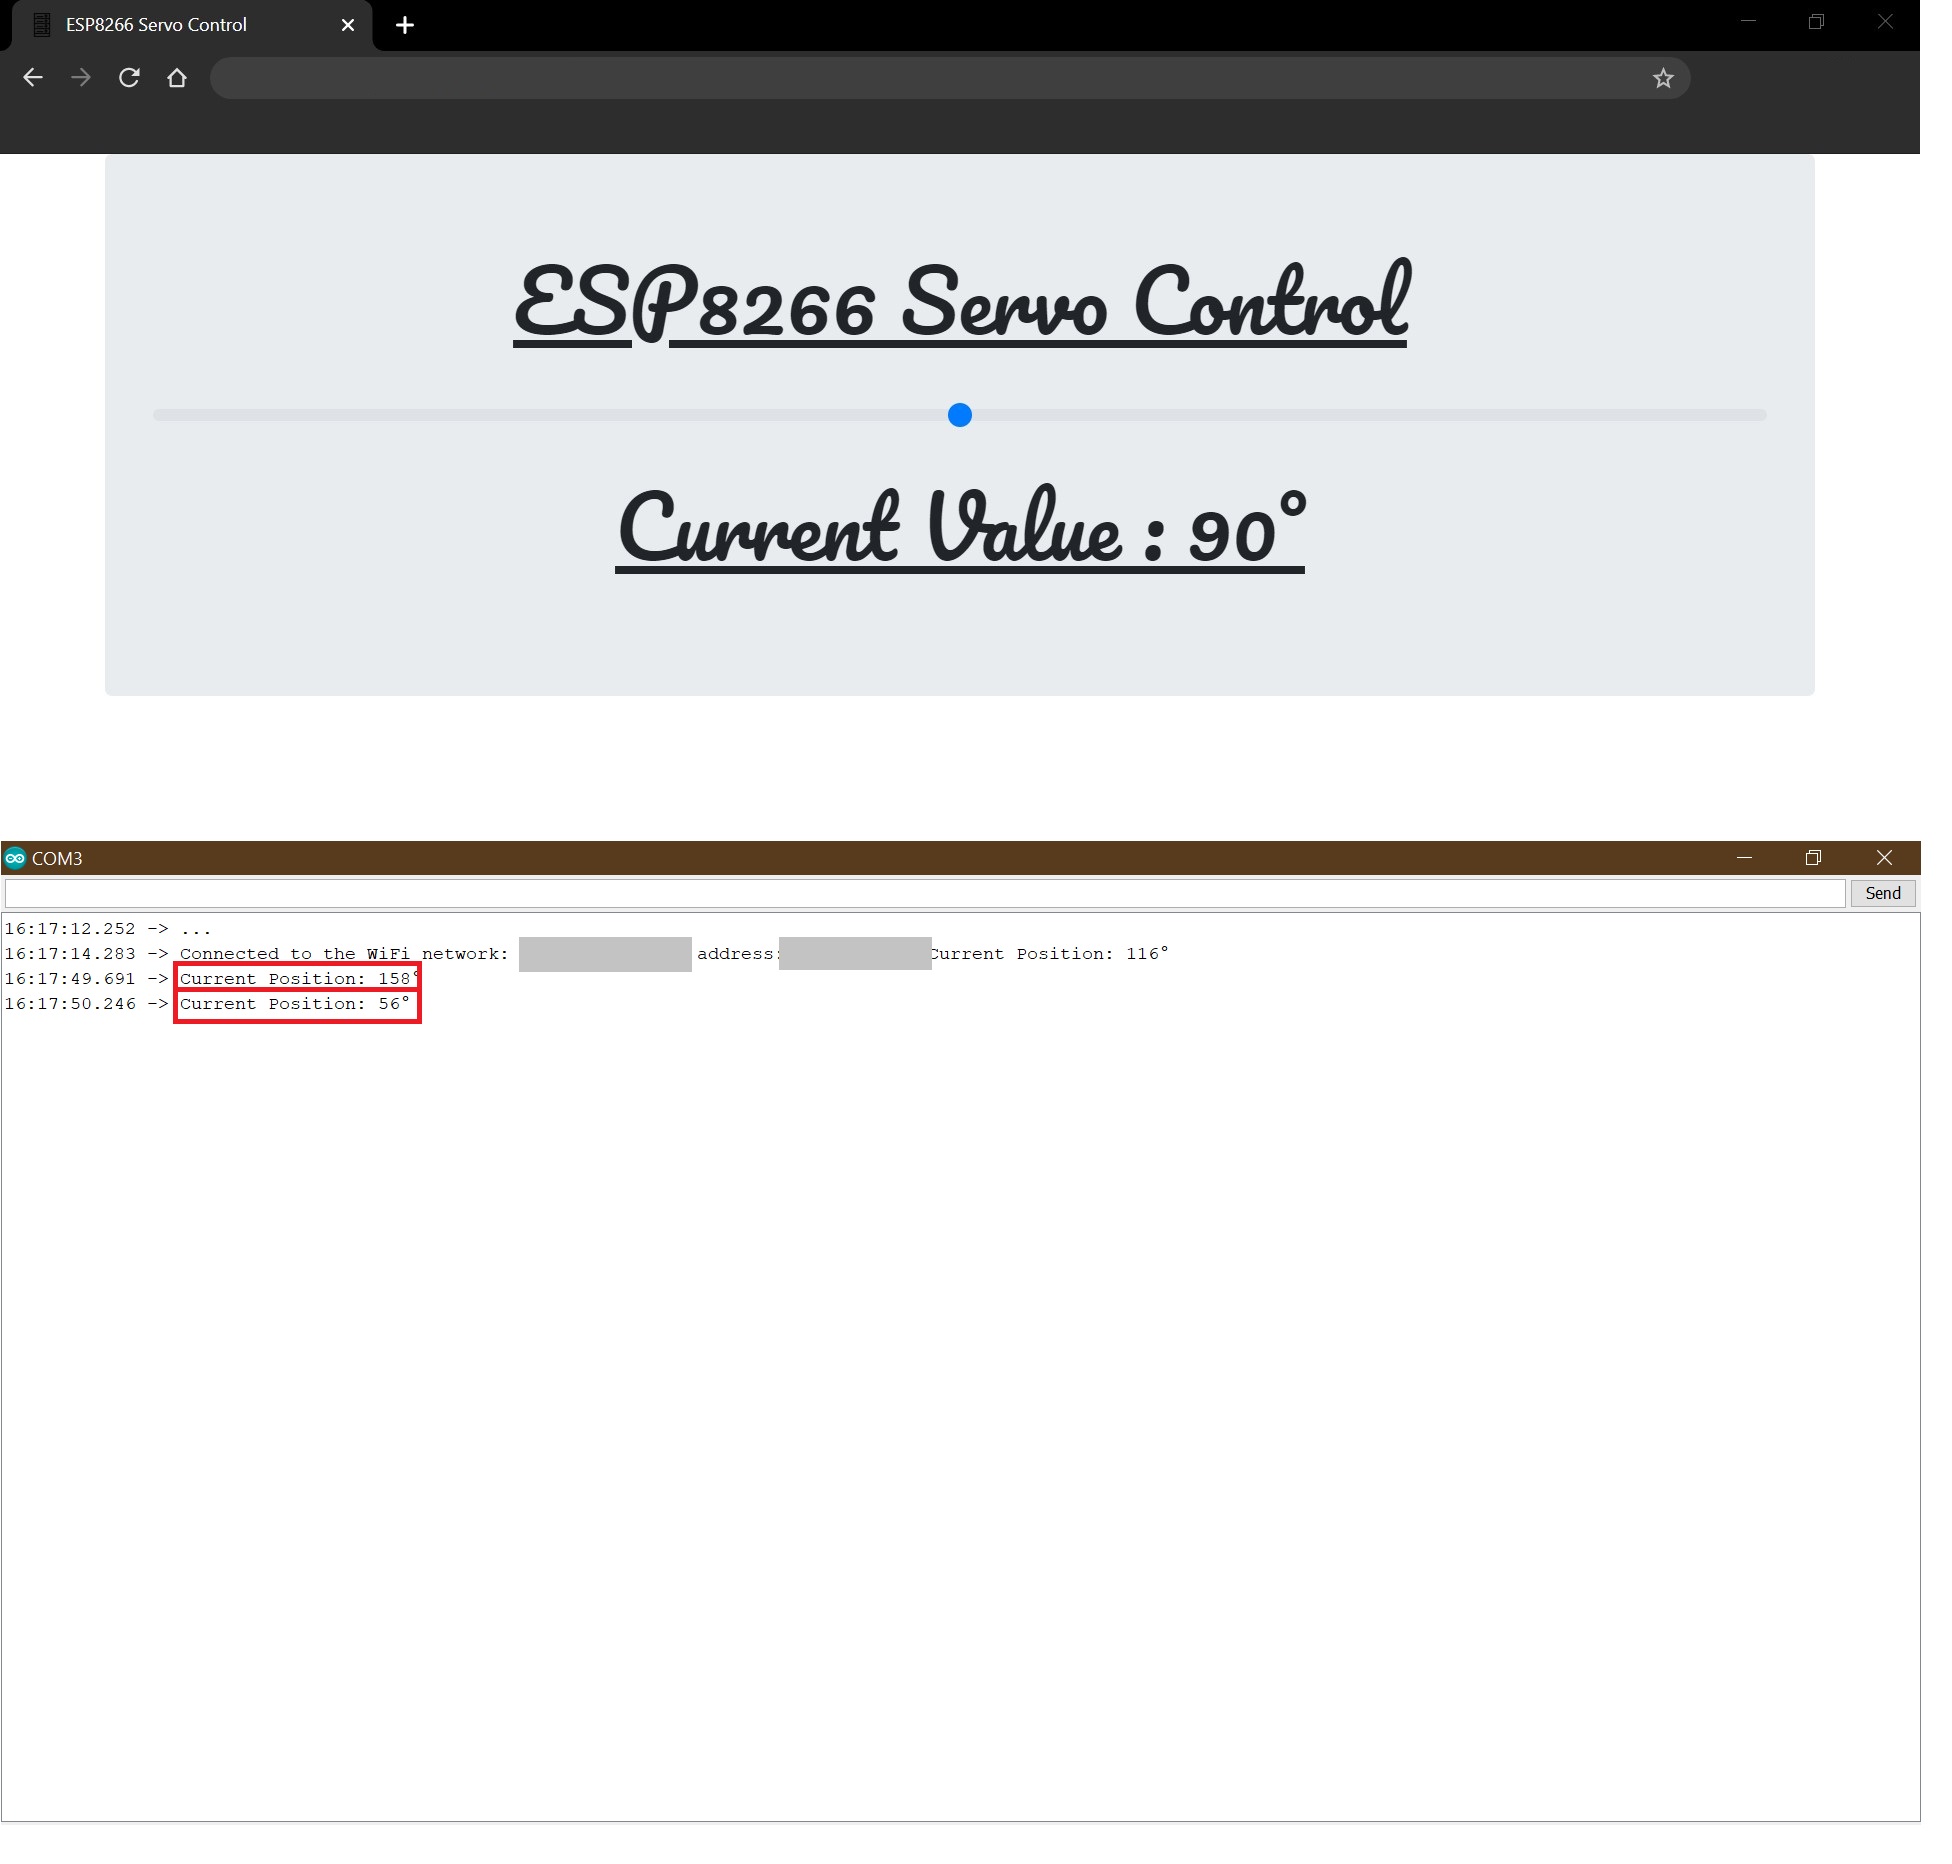 ESP8266 Servo Control
ESP8266 Servo Control
Current Value : 90°
COM3
Send
16:17:12.252 -> ...
16:17:14.283 -> Connected to the WiFi network: address: Current Position: 116°
16:17:49.691 -> Current Position: 158°
16:17:50.246 -> Current Position: 56°